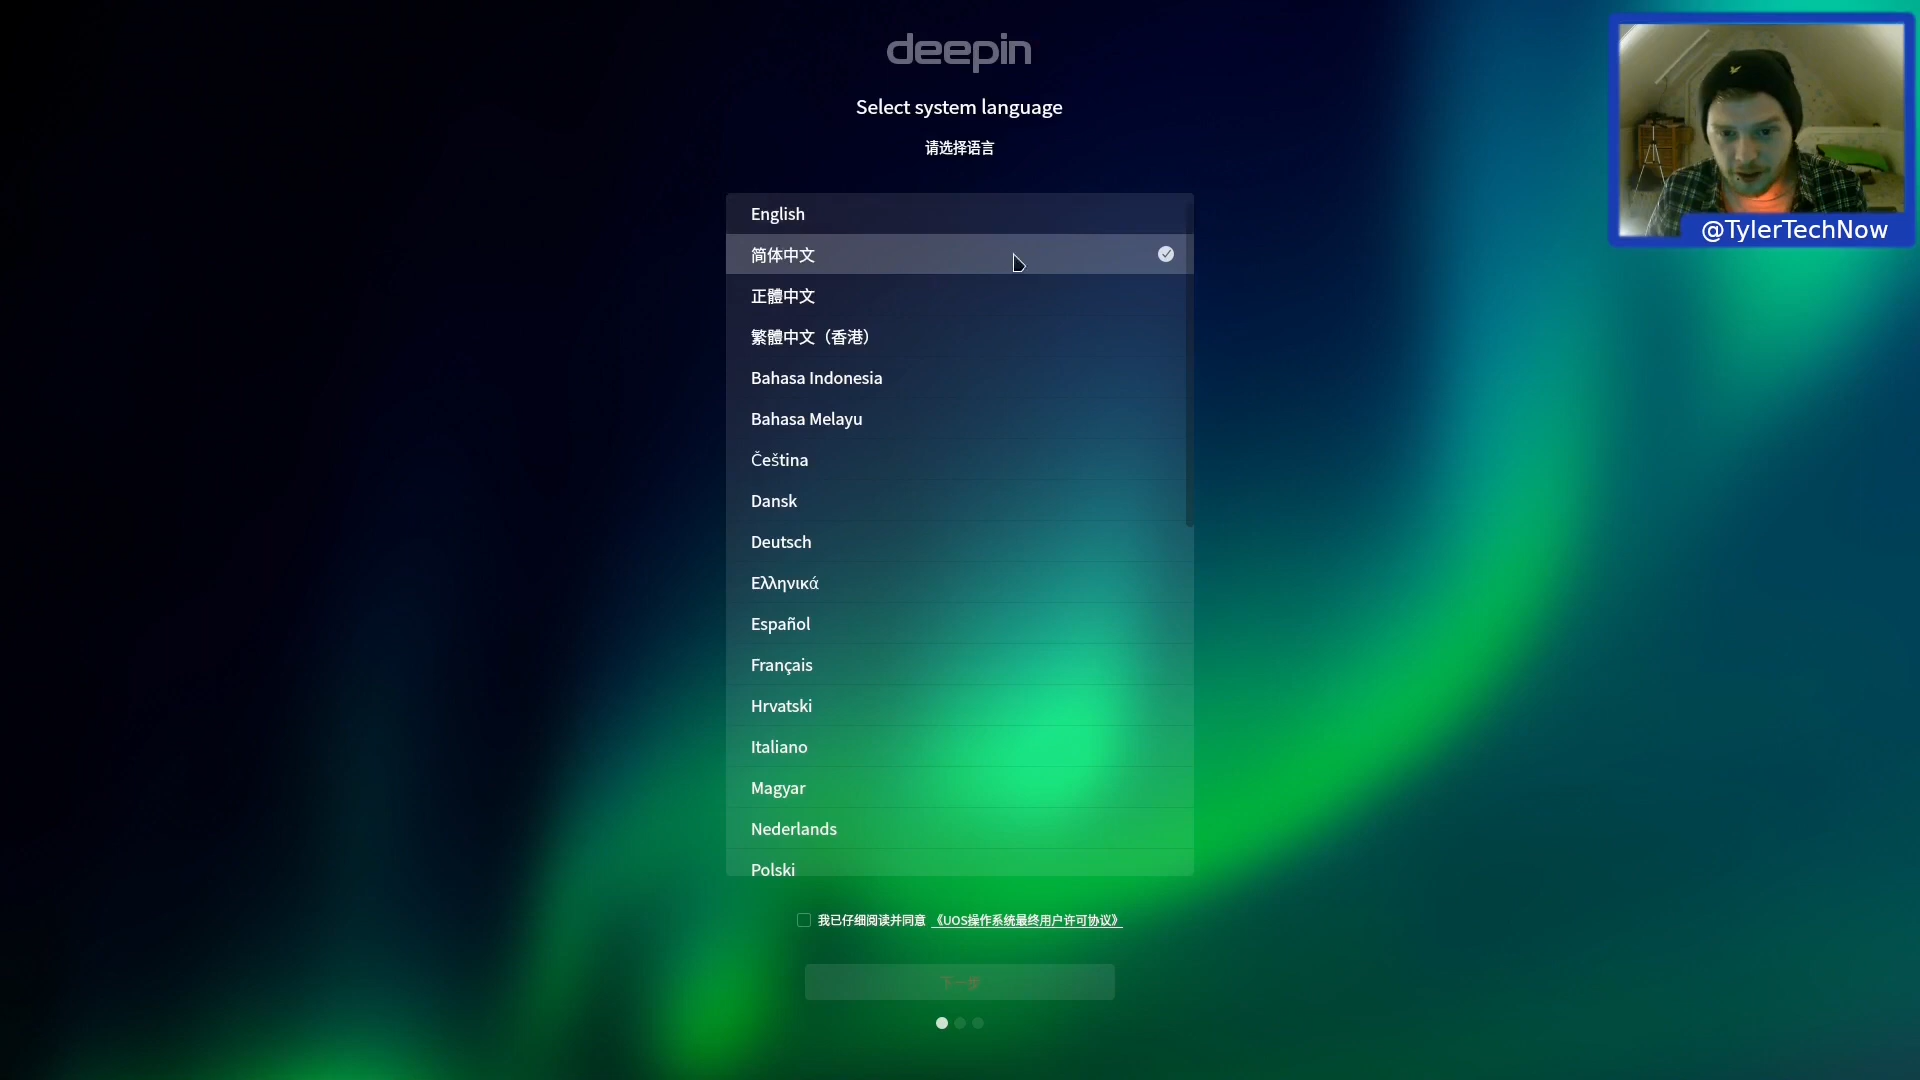 deepin
Select system language
请选择语言
@TylerTechNow
English
简体中文
正體中文
繁體中文（香港）
Bahasa Indonesia
Bahasa Melayu
Čeština
Dansk
Deutsch
Ελληνικά
Español
Français
Hrvatski
Italiano
Magyar
Nederlands
Polski
我已仔细阅读并同意 《UOS操作系统最终用户许可协议》
下一步